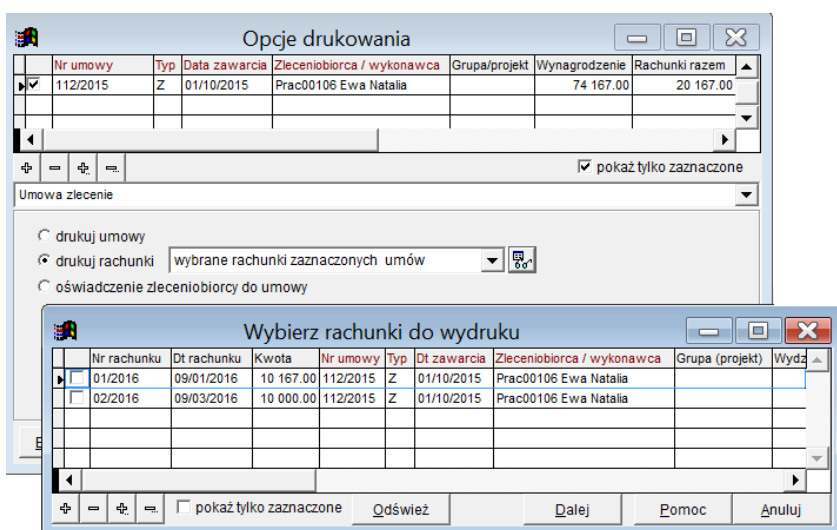 Opcje drukowania
Nr umowy Typ Data zawarcia Zleceniobiorca / wykonawca Grupa/projekt Wynagrodzenie Rachunki razem
112/2015 Z 01/10/2015 Prac00106 Ewa Natalia 74 167.00 20 167.00
pokaż tylko zaznaczone
Umowa zlecenie
drukuj umowy
drukuj rachunki wybrane rachunki zaznaczonych umów
oświadczenie zleceniobiorcy do umowy
Wybierz rachunki do wydruku
Nr rachunku Dt rachunku Kwota Nr umowy Typ Dt zawarcia Zleceniobiorca / wykonawca Grupa (projekt) Wydz
01/2016 09/01/2016 10 167.00 112/2015 Z 01/10/2015 Prac00106 Ewa Natalia
02/2016 09/03/2016 10 000.00 112/2015 Z 01/10/2015 Prac00106 Ewa Natalia
pokaż tylko zaznaczone Odśwież Dalej Pomoc Anuluj